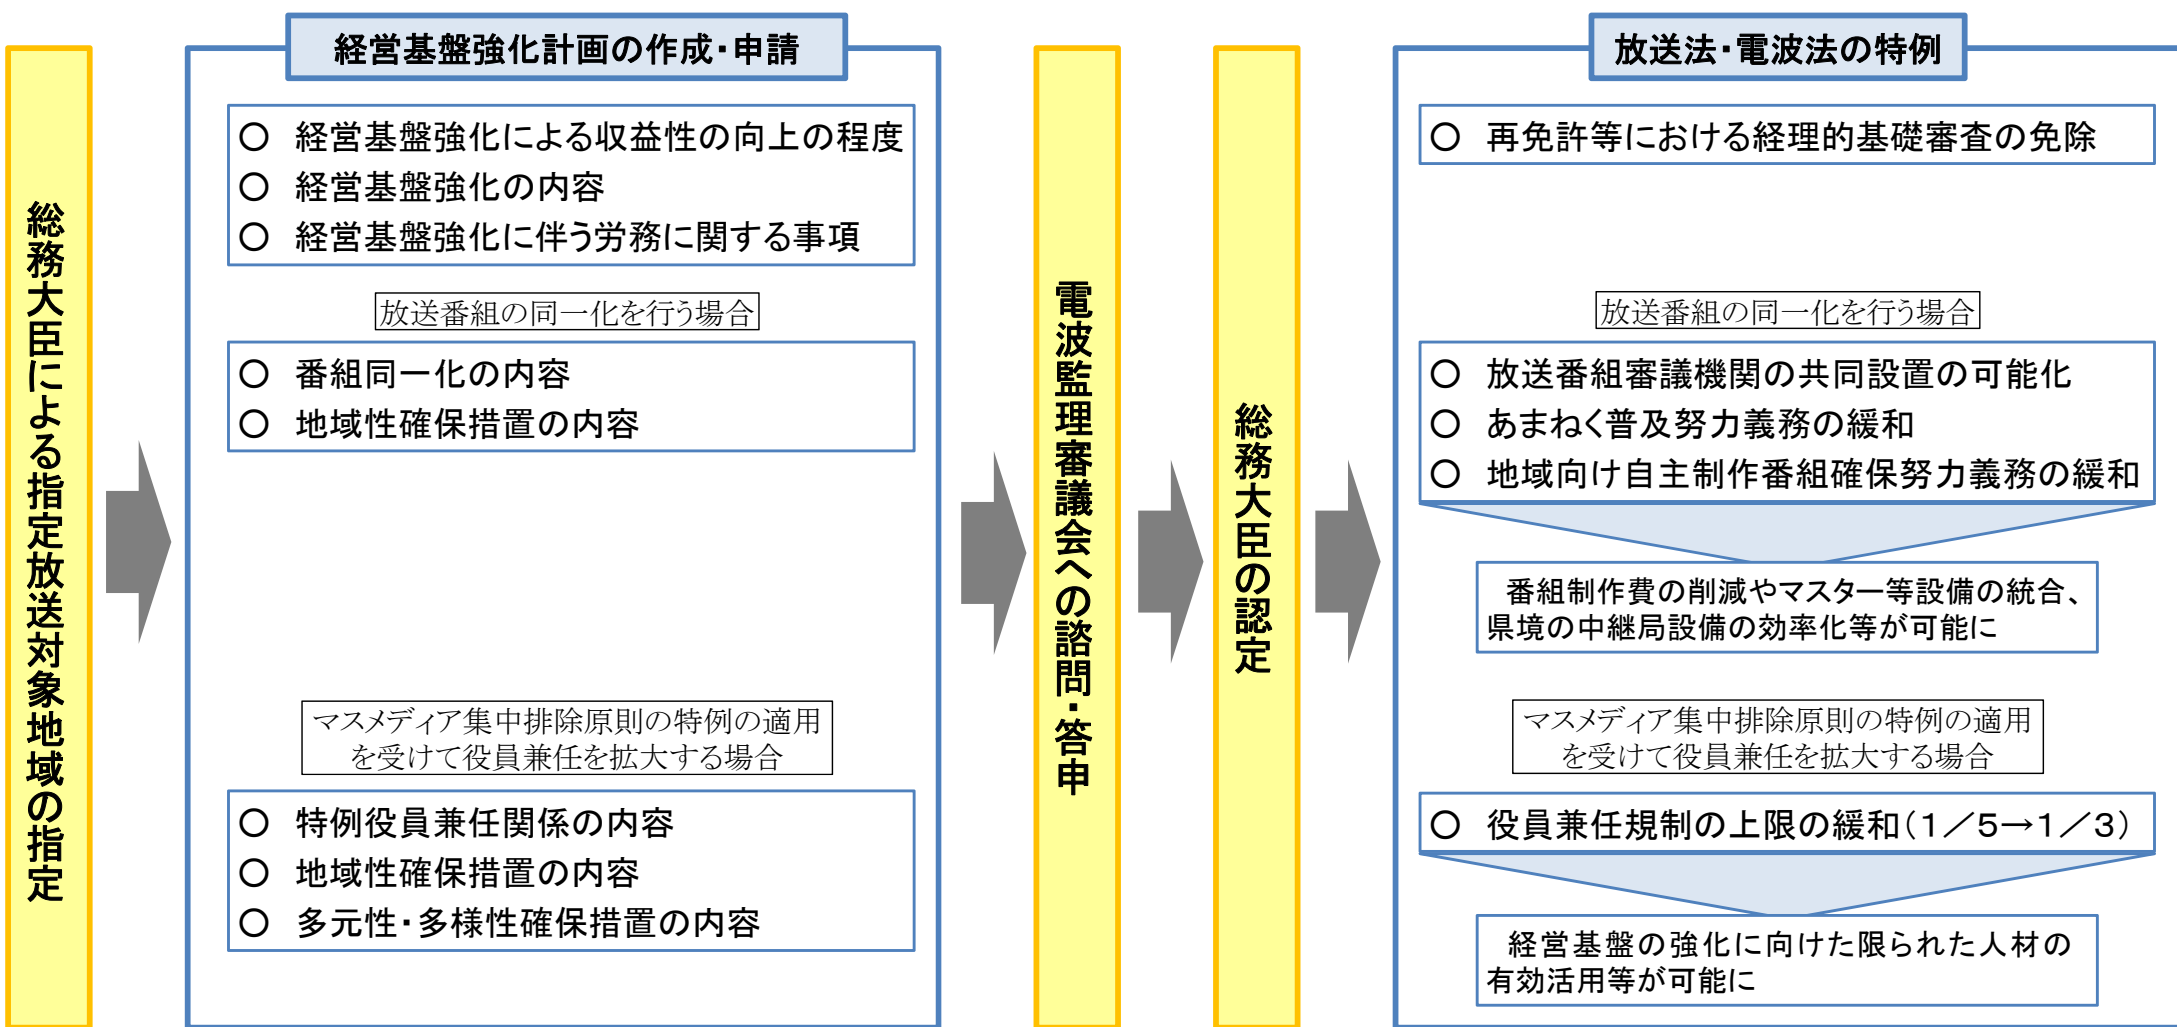 総務大臣による指定放送対象地域の指定
経営基盤強化計画の作成・申請
○ 経営基盤強化による収益性の向上の程度
○ 経営基盤強化の内容
○ 経営基盤強化に伴う労務に関する事項
放送番組の同一化を行う場合
○ 番組同一化の内容
○ 地域性確保措置の内容
マスメディア集中排除原則の特例の適用
を受けて役員兼任を拡大する場合
○ 特例役員兼任関係の内容
○ 地域性確保措置の内容
○ 多元性・多様性確保措置の内容
電波監理審議会への諮問・答申
総務大臣の認定
放送法・電波法の特例
○ 再免許等における経理的基礎審査の免除
放送番組の同一化を行う場合
○ 放送番組審議機関の共同設置の可能化
○ あまねく普及努力義務の緩和
○ 地域向け自主制作番組確保努力義務の緩和
番組制作費の削減やマスター等設備の統合、
県境の中継局設備の効率化等が可能に
マスメディア集中排除原則の特例の適用
を受けて役員兼任を拡大する場合
○ 役員兼任規制の上限の緩和(1/5→1/3)
経営基盤の強化に向けた限られた人材の
有効活用等が可能に